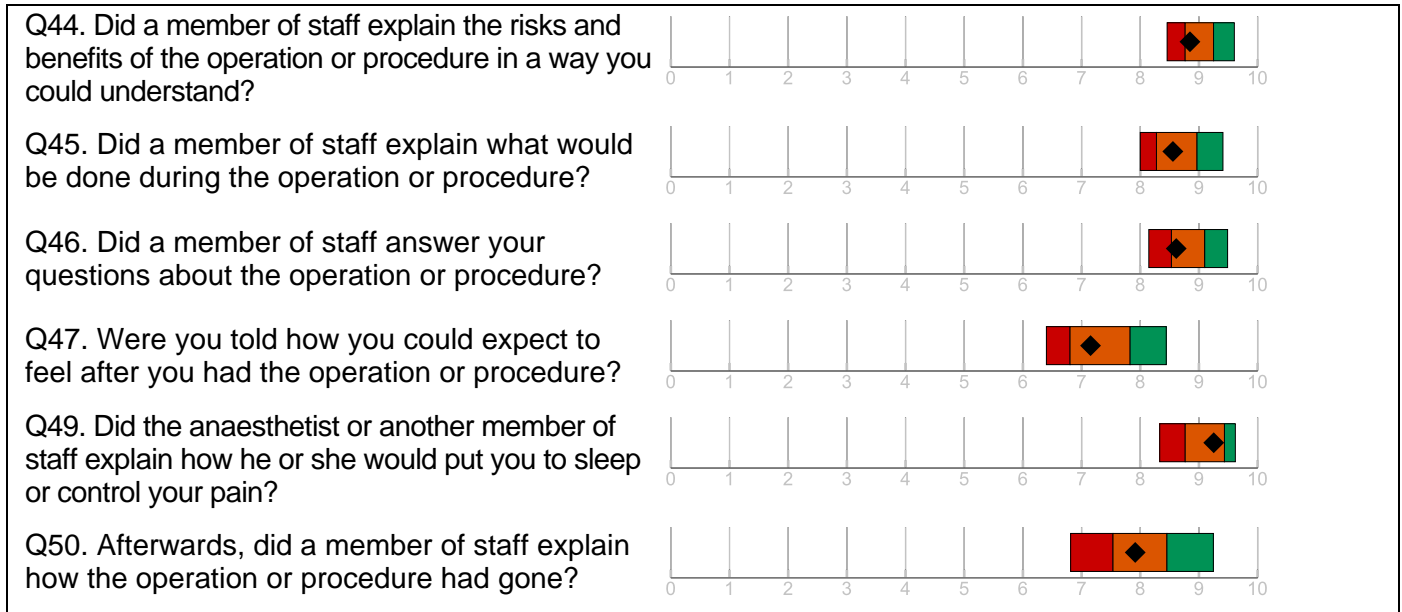 Q44. Did a member of staff explain the risks and
benefits of the operation or procedure in a way you
could understand?
0 1 2 3 4 5 6 7 8 9 10
Q45. Did a member of staff explain what would
be done during the operation or procedure?
0 1 2 3 4 5 6 7 8 9 10
Q46. Did a member of staff answer your
questions about the operation or procedure?
0 1 2 3 4 5 6 7 8 9 10
Q47. Were you told how you could expect to
feel after you had the operation or procedure?
0 1 2 3 4 5 6 7 8 9 10
Q49. Did the anaesthetist or another member of
staff explain how he or she would put you to sleep
or control your pain?
0 1 2 3 4 5 6 7 8 9 10
Q50. Afterwards, did a member of staff explain
how the operation or procedure had gone?
0 1 2 3 4 5 6 7 8 9 10